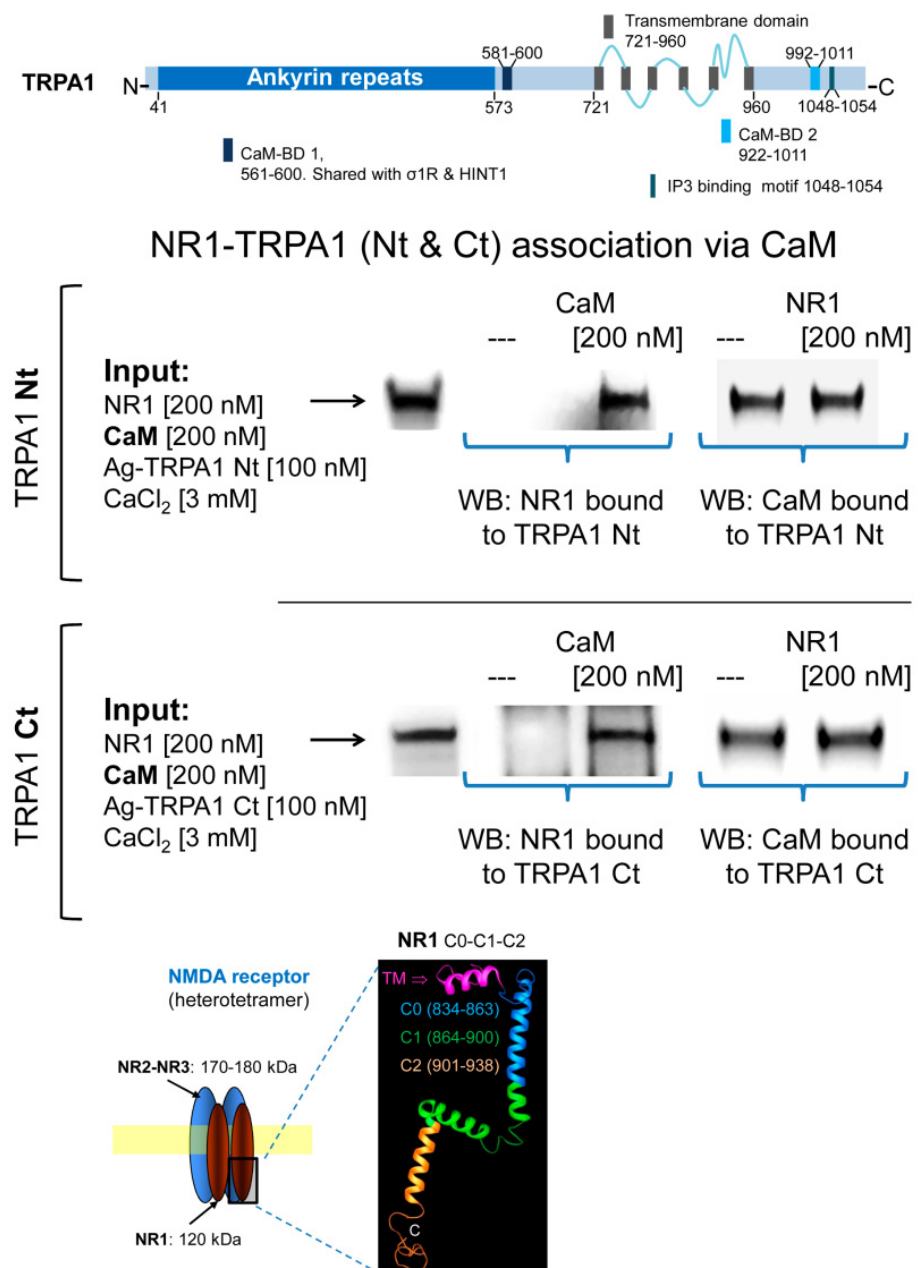 Transmembrane domain
721-960
581-600
992-1011
TRPA1
N-
Ankyrin repeats
-C
41
573
721
960
1048-1054
CaM-BD 1,
561-600. Shared with σ1R & HINT1
CaM-BD 2
922-1011
IP3 binding motif 1048-1054
NR1-TRPA1 (Nt & Ct) association via CaM
TRPA1 Nt
Input:
NR1 [200 nM]
CaM [200 nM]
Ag-TRPA1 Nt [100 nM]
CaCl₂ [3 mM]
CaM
--- [200 nM]
NR1
--- [200 nM]
WB: NR1 bound
to TRPA1 Nt
WB: CaM bound
to TRPA1 Nt
TRPA1 Ct
Input:
NR1 [200 nM]
CaM [200 nM]
Ag-TRPA1 Ct [100 nM]
CaCl₂ [3 mM]
CaM
--- [200 nM]
NR1
--- [200 nM]
WB: NR1 bound
to TRPA1 Ct
WB: CaM bound
to TRPA1 Ct
NMDA receptor
(heterotetramer)
NR2-NR3: 170-180 kDa
NR1: 120 kDa
NR1 C0-C1-C2
TM ⇒
C0 (834-863)
C1 (864-900)
C2 (901-938)
C